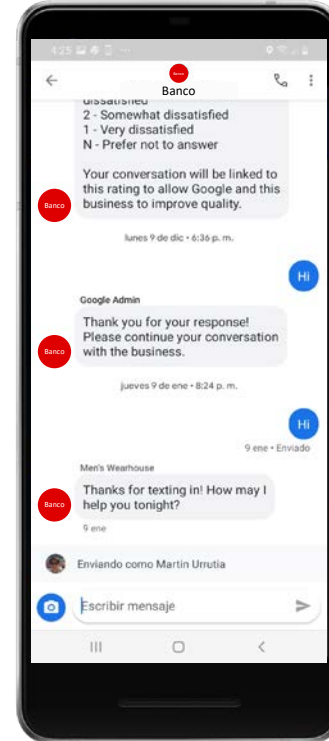 4:25
Banco
Banco
dissatisfied
2 - Somewhat dissatisfied
1 - Very dissatisfied
N - Prefer not to answer
Your conversation will be linked to
this rating to allow Google and this
business to improve quality.
Banco
lunes 9 de dic • 6:36 p. m.
Hi
Google Admin
Thank you for your response!
Please continue your conversation
with the business.
Banco
jueves 9 de ene • 8:24 p. m.
Hi
9 ene • Enviado
Men's Wearhouse
Thanks for texting in! How may I
help you tonight?
Banco
9 ene
Enviando como Martin Urrutia
Escribir mensaje